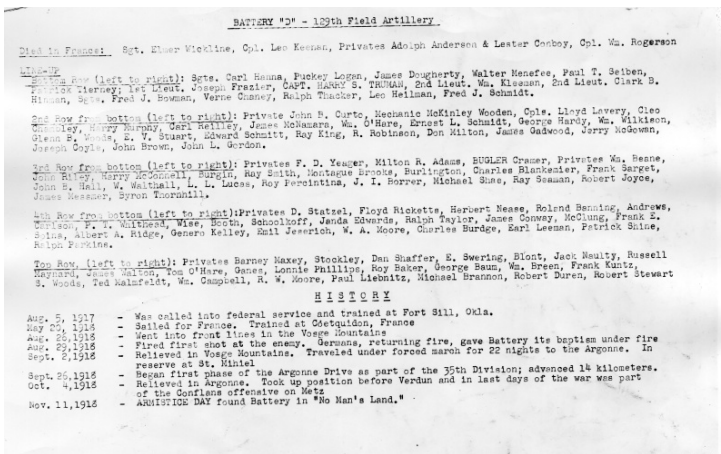 BATTERY "D" - 129th Field Artillery
Died in France: Sgt. Elmer Wickline, Cpl. Leo Keenan, Privates Adolph Andersen & Lester Conboy, Cpl. Wm. Rogerson
LINE-UP
Bottom Row (left to right): Sgts. Carl Hanna, Puckey Logan, James Dougherty, Walter Menefee, Paul T. Seiben,
Patrick Tierney; 1st Lieut. Joseph Frazier, CAPT. HARRY S. TRUMAN, 2nd Lieut. Wm. Kleeman, 2nd Lieut. Clark B.
Hinman, Sgts. Fred J. Bowman, Verne Chaney, Ralph Thacker, Leo Heilman, Fred J. Schmidt.
2nd Row from bottom (left to right): Private John B. Curto, Mechanic McKinley Wooden, Cpls. Lloyd Lavery, Cleo
Harry Murphy, Carl Reilley, James McNamara, Wm. O'Hare, Ernest L. Schmidt, George Hardy, Wm. Wilkison,
Glenn B. Woods, E. V. Stuart, Edward Schmitt, Ray King, R. Robinson, Don Milton, James Gadwood, Jerry McGowan,
Joseph Coyle, John Brown, John L. Gordon.
3rd Row from bottom (left to right): Privates F. D. Yeager, Milton R. Adams, BUGLER Cramer, Privates Wm. Beane,
John Riley, Harry McConnell, Burgin, Ray Smith, Montague Brooks, Burlington, Charles Blankemier, Frank Sarget,
John B. Hall, W. Walthall, L. L. Lucas, Roy Percintina, J. I. Borrer, Michael Shae, Ray Seaman, Robert Joyce,
James Messmer, Byron Thornhill.
4th Row from bottom (left to right):Privates D. Statzel, Floyd Ricketts, Herbert Nease, Roland Banning, Andrews,
Carlson, F. T. Whithead, Wise, Booth, Schoolkoff, Janda Edwards, Ralph Taylor, James Conway, McClung, Frank E.
Spina, Albert A. Ridge, Genero Kelley, Emil Jeserich, W. A. Moore, Charles Burdge, Earl Leeman, Patrick Shine,
Ralph Perkins.
Top Row, (left to right): Privates Barney Maxey, Stockley, Dan Shaffer, E. Swering, Blont, Jack Naulty, Russell
Maynard, James Walton, Tom O'Hare, Ganes, Lonnie Phillips, Roy Baker, George Baum, Wm. Breen, Frank Kuntz,
S. Woods, Ted Malmfeldt, Wm. Campbell, R. W. Moore, Paul Liebnitz, Michael Brannon, Robert Duren, Robert Stewart
HISTORY
Aug. 5, 1917 - Was called into federal service and trained at Fort Sill, Okla.
May 20, 1918 - Sailed for France. Trained at Coetquidon, France
Aug. 26,1918 - Went into front lines in the Vosge Mountains
Aug. 29,1918 - Fired first shot at the enemy. Germans, returning fire, gave Battery its baptism under fire
Sept. 2,1918 - Relieved in Vosge Mountains. Traveled under forced march for 22 nights to the Argonne. In
reserve at St. Mihiel
Sept. 26,1918 - Began first phase of the Argonne Drive as part of the 35th Division; advanced 14 kilometers.
Oct. 4,1918 - Relieved in Argonne. Took up position before Verdun and in last days of the war was part
of the Conflans offensive on Metz
Nov. 11,1918 - ARMISTICE DAY found Battery in "No Man's Land."